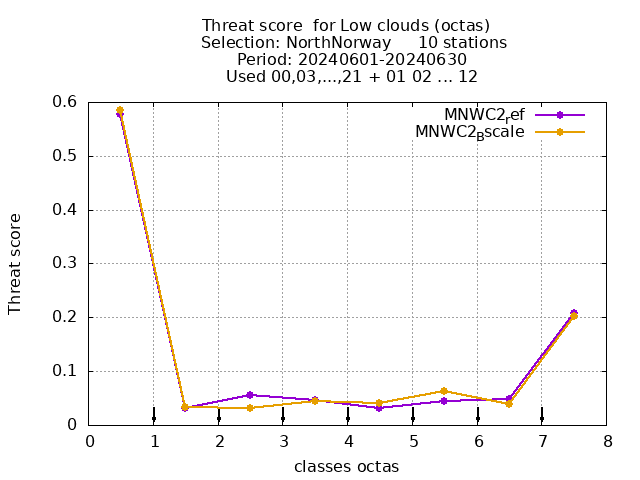 Threat score  for Low clouds (octas)
Selection: NorthNorway     10 stations
Period: 20240601-20240630
Used 00,03,...,21 + 01 02 ... 12
MNWC2ref
MNWC2Bscale
0.6
0.5
0.4
0.3
0.2
0.1
0
Threat score
0 1 2 3 4 5 6 7 8
classes octas